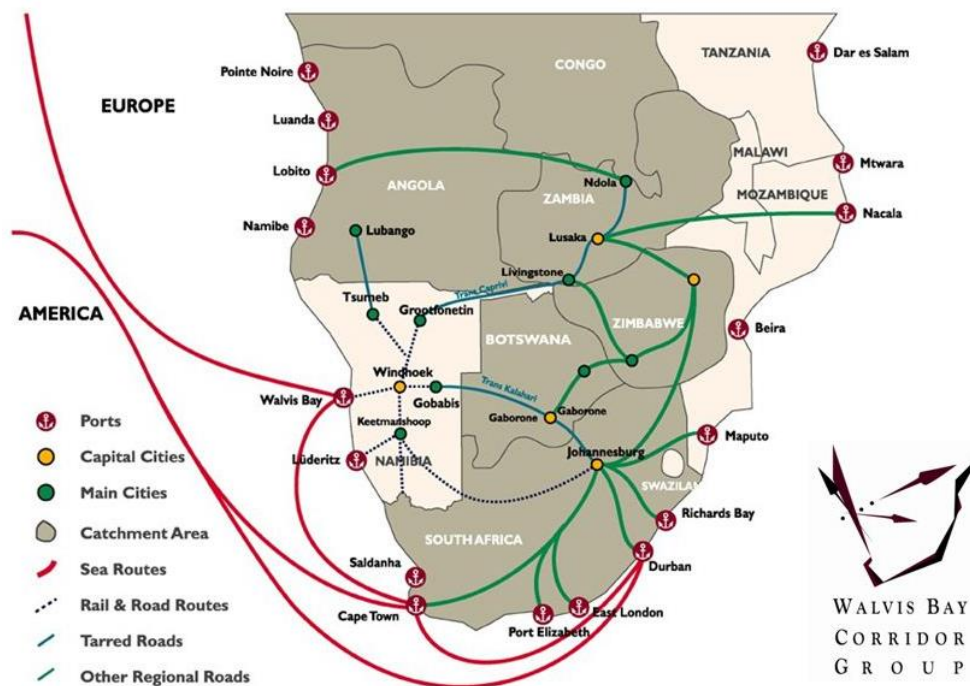 TANZANIA
Dar es Salam
CONGO
Pointe Noire
EUROPE
Luanda
MALAWI
Mtwara
Lobito
ANGOLA
Ndola
MOZAMBIQUE
ZAMBIA
Nacala
Namibe
Lubango
Lusaka
Livingstone
Trans Caprivi
Tsumeb
Grootfonetin
AMERICA
ZIMBABWE
Beira
BOTSWANA
Windhoek
Trans Kalahari
Walvis Bay
Gobabis
Gaborone
Gaborone
Ports
Keetmanshoop
Maputo
Capital Cities
Johannesburg
Lüderitz
NAMIBIA
SWAZILAN
Main Cities
Richards Bay
Catchment Area
SOUTH AFRICA
Durban
Saldanha
Sea Routes
Rail & Road Routes
Cape Town
East London
Port Elizabeth
Tarred Roads
Other Regional Roads
WALVIS BAY
CORRIDOR
GROUP